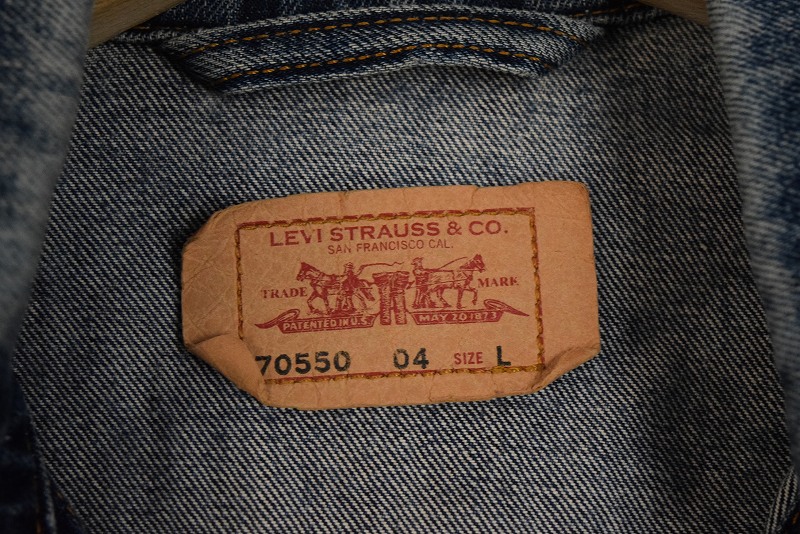 LEVI STRAUSS & CO.
SAN FRANCISCO CAL.
TRADE MARK
PATENTED IN U.S. MAY 20 1873
70550 04 SIZE L